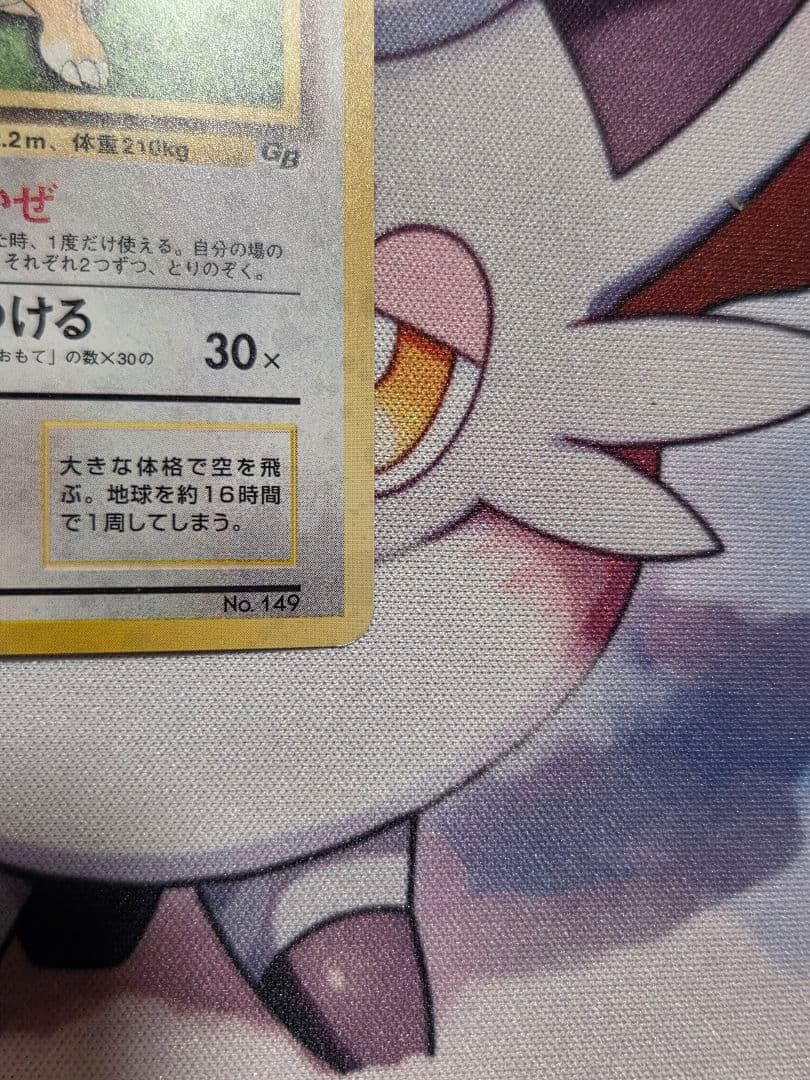 .2m、体重210kg GB
いぜ
た時、1度だけ使える。自分の場の
それぞれ2つずつ、とりのぞく。
つける
おもて」の数×30の 30×
大きな体格で空を飛
ぶ。地球を約16時間
で1周してしまう。
No. 149